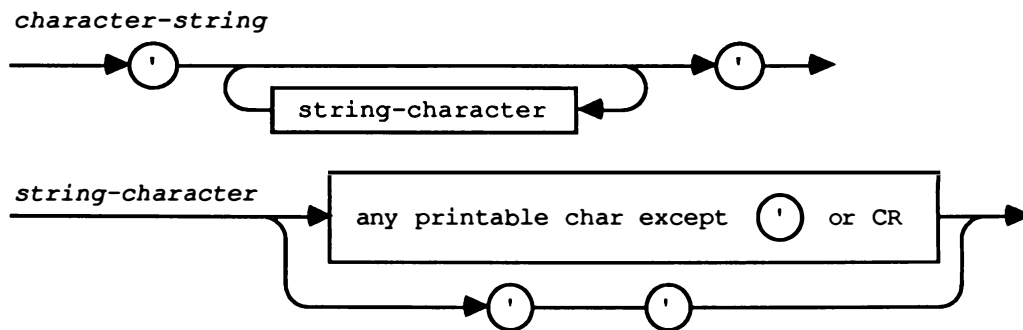 character-string
' '
string-character
string-character
any printable char except ' or CR
' '